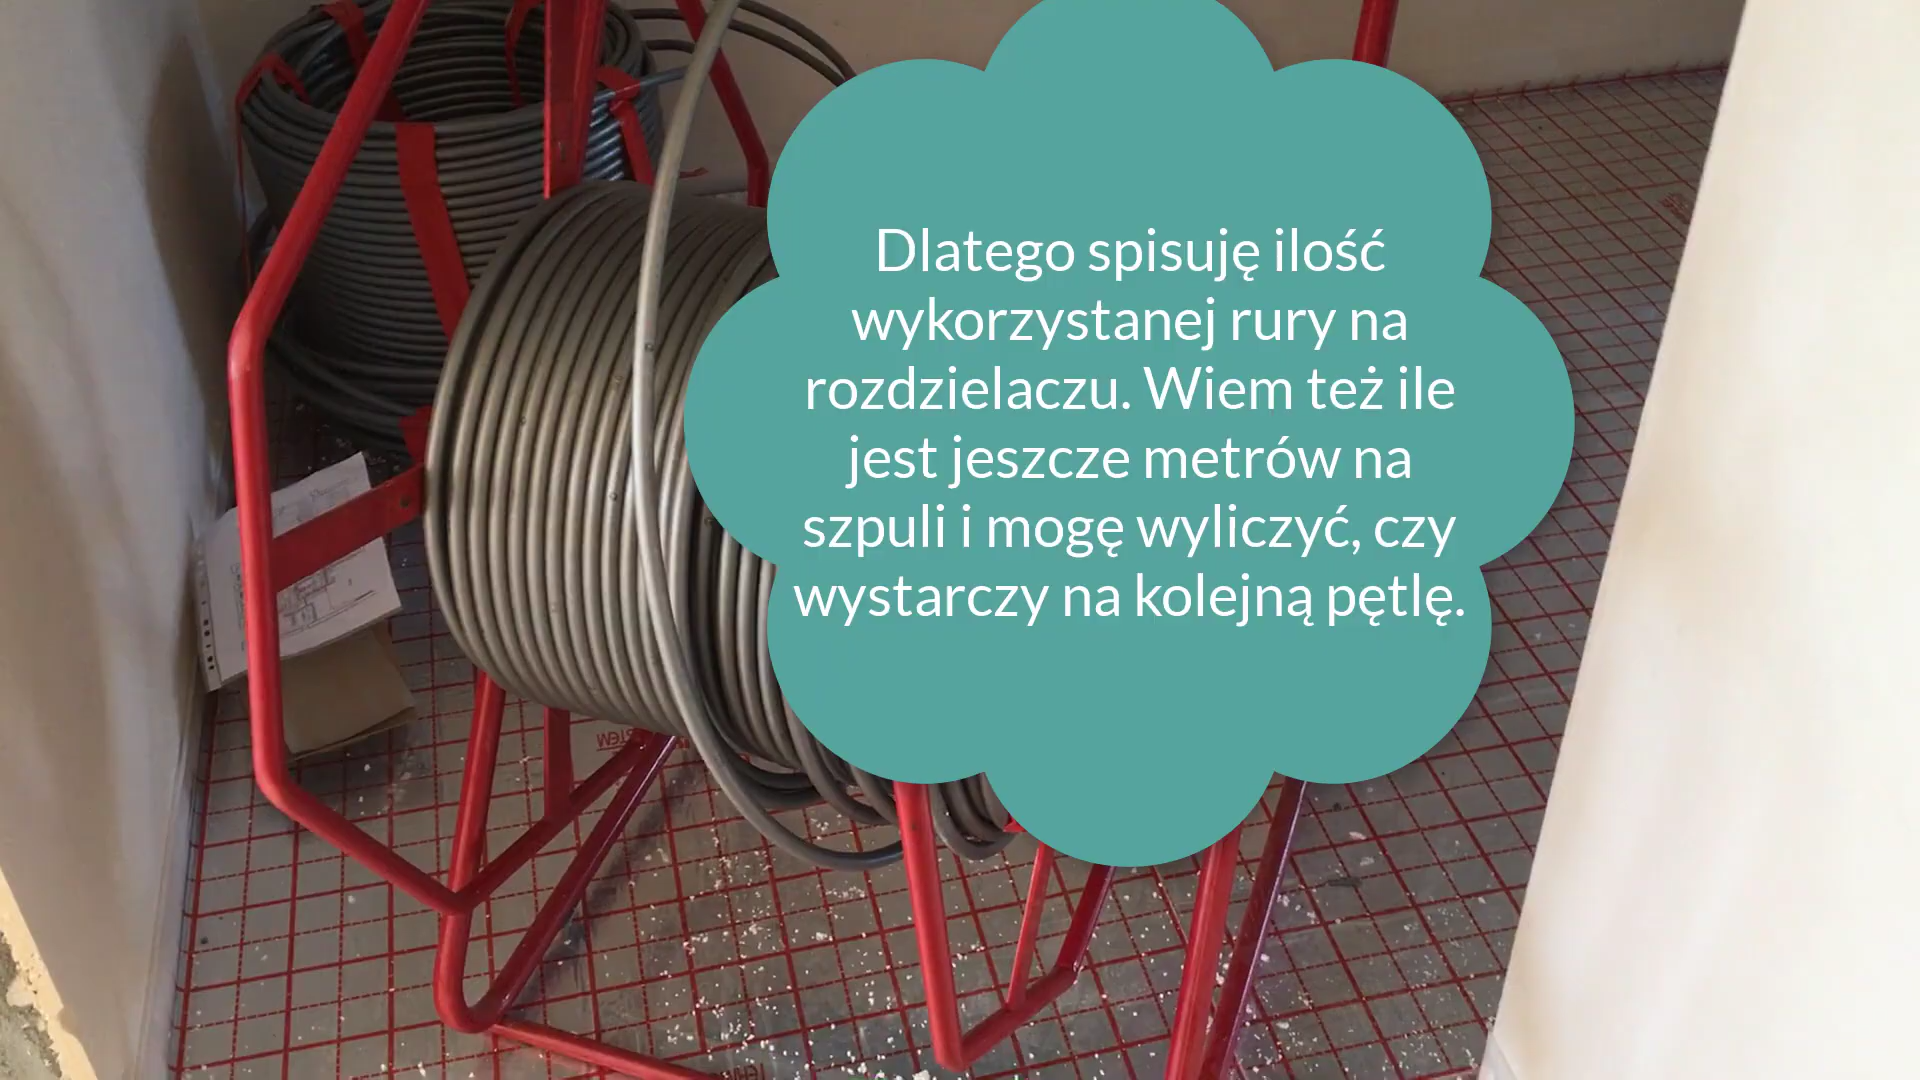 Dlatego spisuję ilość
wykorzystanej rury na
rozdzielaczu. Wiem też ile
jest jeszcze metrów na
szpuli i mogę wyliczyć, czy
wystarczy na kolejną pętlę.